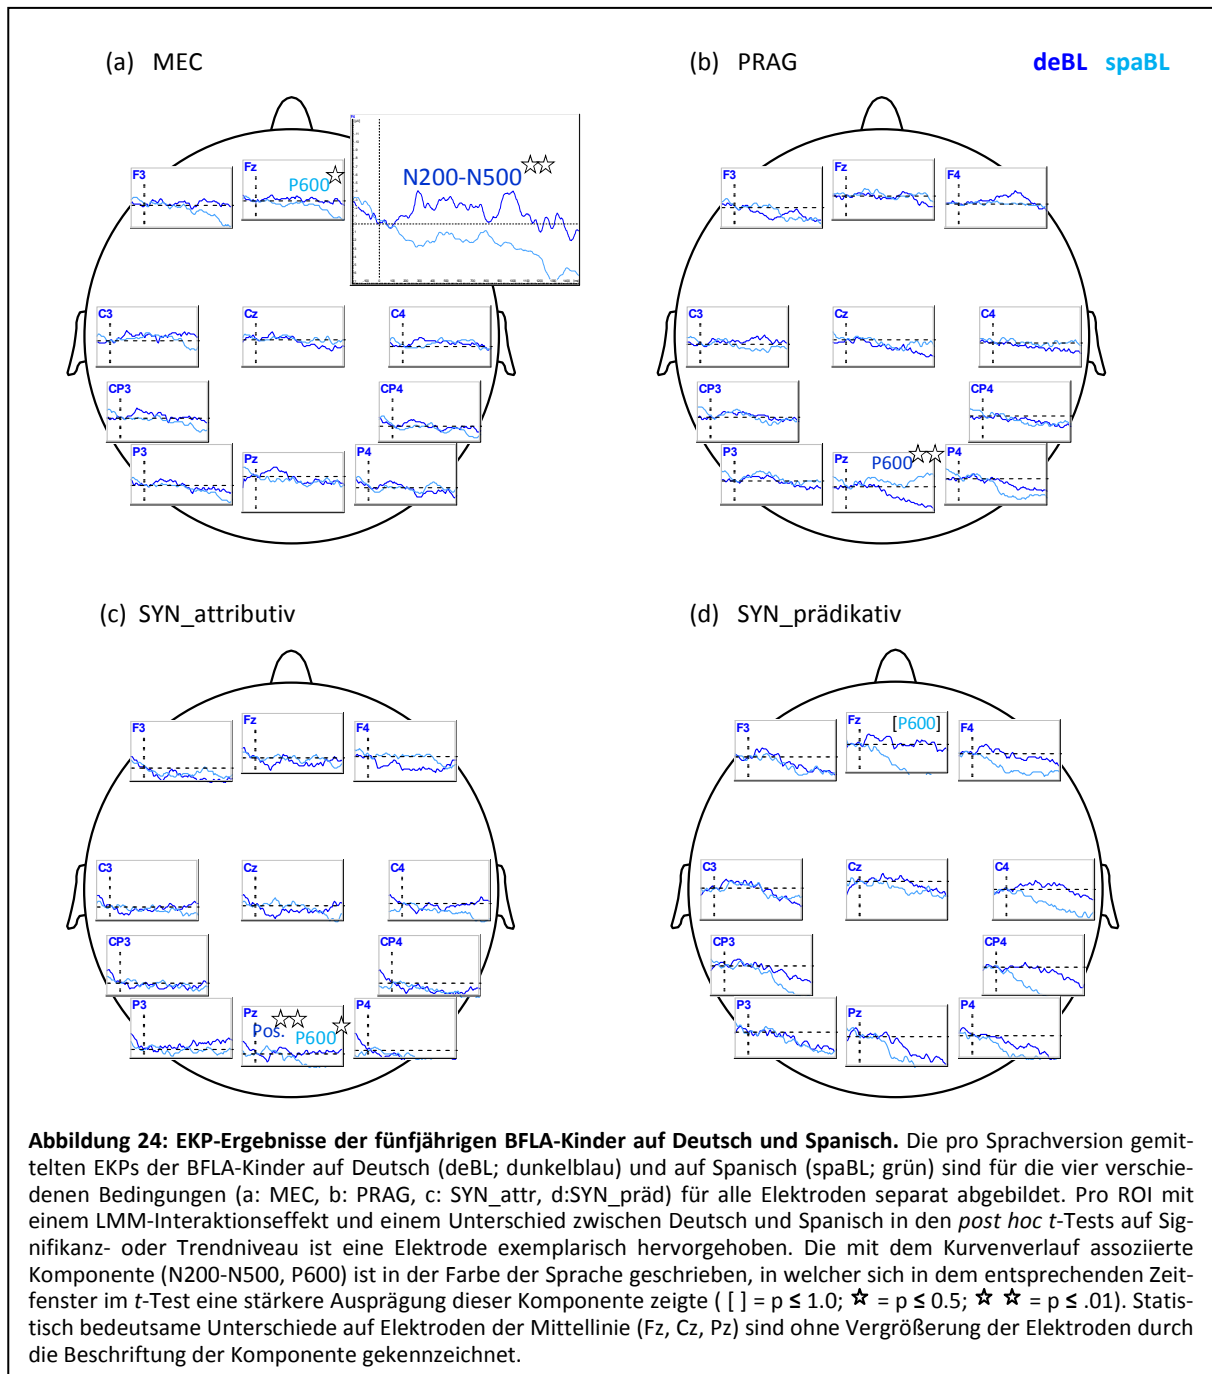 (a) MEC
(b) PRAG
deBL spaBL
F3
Fz
P600☆
N200-N500☆☆
C3
Cz
C4
CP3
CP4
P3
Pz
P4
F3
Fz
F4
C3
Cz
C4
CP3
CP4
P3
Pz
P600☆☆
P4
(c) SYN_attributiv
(d) SYN_prädikativ
F3
Fz
F4
C3
Cz
C4
CP3
CP4
P3
Pz
Pos.☆☆
P600☆
P4
F3
Fz
[P600]
F4
C3
Cz
C4
CP3
CP4
P3
Pz
P4
Abbildung 24: EKP-Ergebnisse der fünfjährigen BFLA-Kinder auf Deutsch und Spanisch. Die pro Sprachversion gemit-
telten EKPs der BFLA-Kinder auf Deutsch (deBL; dunkelblau) und auf Spanisch (spaBL; grün) sind für die vier verschie-
denen Bedingungen (a: MEC, b: PRAG, c: SYN_attr, d:SYN_präd) für alle Elektroden separat abgebildet. Pro ROI mit
einem LMM-Interaktionseffekt und einem Unterschied zwischen Deutsch und Spanisch in den post hoc t-Tests auf Sig-
nifikanz- oder Trendniveau ist eine Elektrode exemplarisch hervorgehoben. Die mit dem Kurvenverlauf assoziierte
Komponente (N200-N500, P600) ist in der Farbe der Sprache geschrieben, in welcher sich in dem entsprechenden Zeit-
fenster im t-Test eine stärkere Ausprägung dieser Komponente zeigte ( [ ] = p ≤ 1.0; ☆ = p ≤ 0.5; ☆ ☆ = p ≤ .01). Statis-
tisch bedeutsame Unterschiede auf Elektroden der Mittellinie (Fz, Cz, Pz) sind ohne Vergrößerung der Elektroden durch
die Beschriftung der Komponente gekennzeichnet.